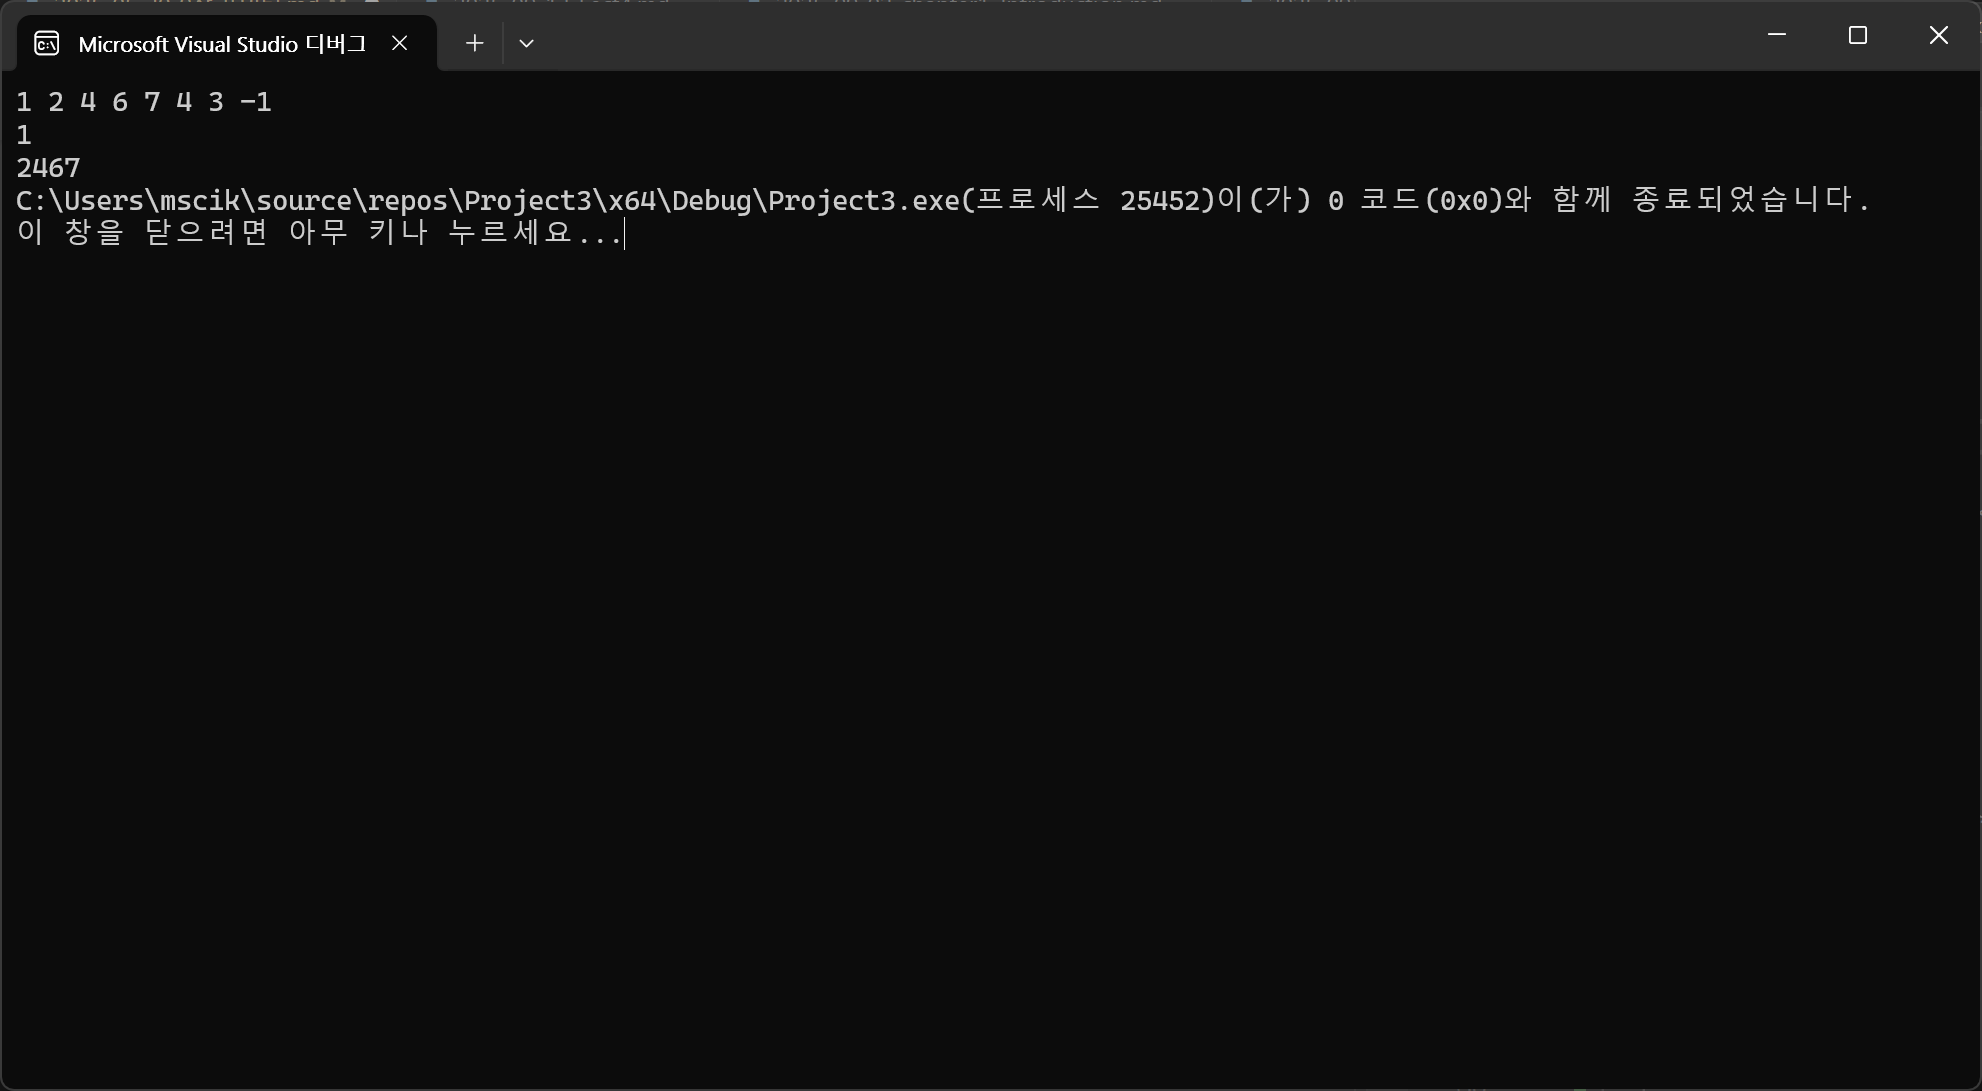 Microsoft Visual Studio 디버그
1 2 4 6 7 4 3 -1
1
2467
C:\Users\mscik\source\repos\Project3\x64\Debug\Project3.exe(프로세스 25452)이(가) 0 코드(0x0)와 함께 종료되었습니다.
이 창을 닫으려면 아무 키나 누르세요...